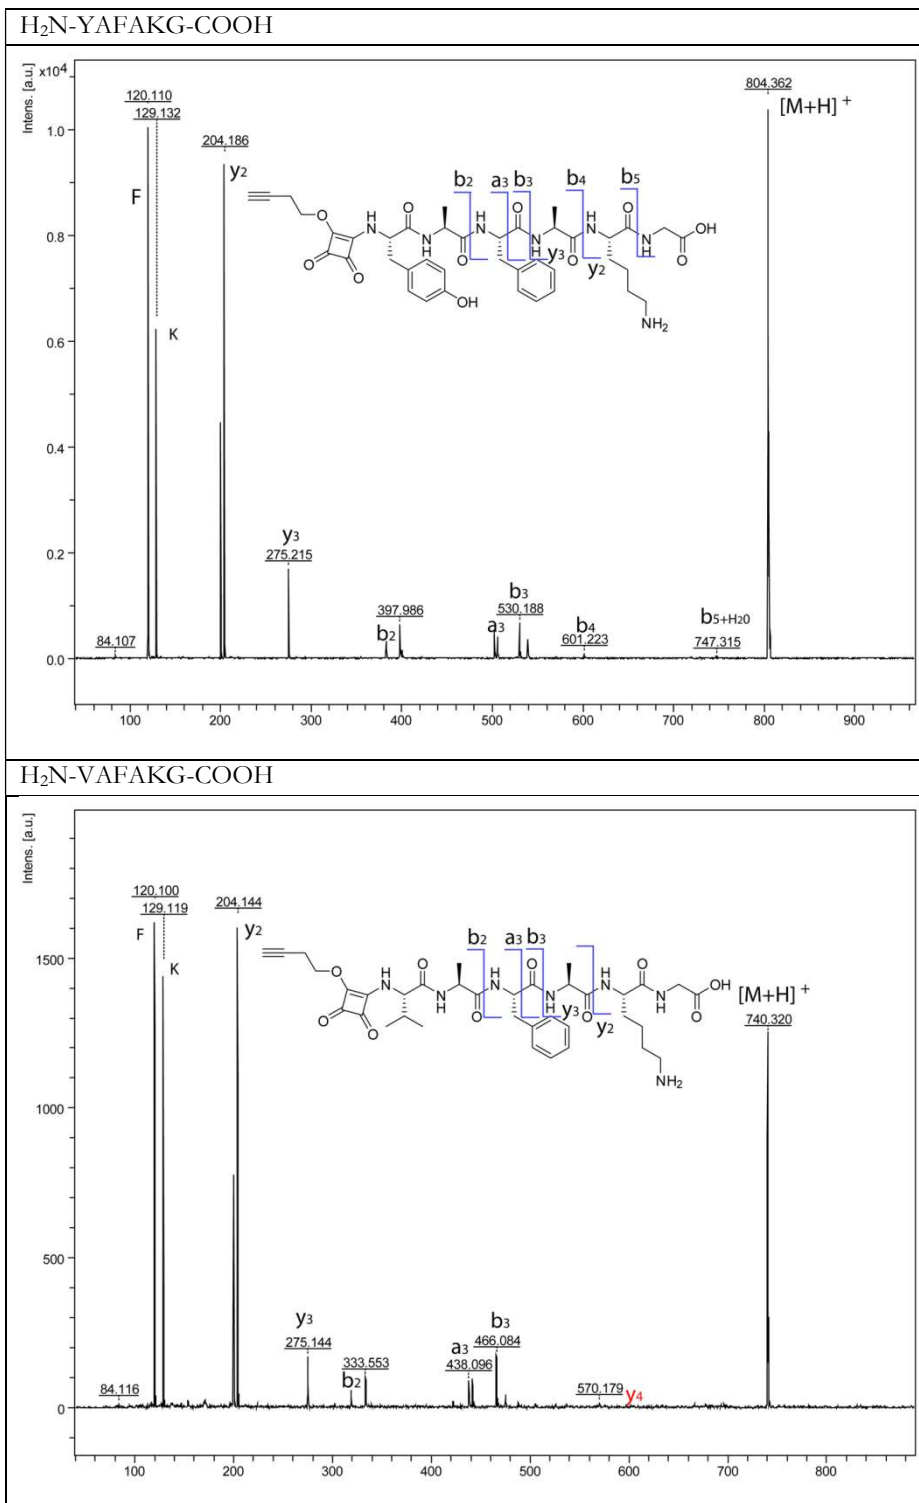 H₂N-YAFAKG-COOH
Intens. [a.u.]
x10⁴
120.110
129.132
204.186
804.362
[M+H] ⁺
F
K
y2
y3
275.215
84.107
b2
397.986
a3
b3
530.188
b4
601.223
b5+H20
747.315
b2
a3
b3
b4
b5
y3
y2
O
O
O
H
N
O
N
H
OH
H
N
O
O
N
H
O
H
N
O
N
H
OH
O
NH₂
1.0
0.8
0.6
0.4
0.2
0.0
100 200 300 400 500 600 700 800 900
H₂N-VAFAKG-COOH
Intens. [a.u.]
120.100
129.119
204.144
740.320
[M+H] ⁺
F
K
y2
y3
275.144
84.116
b2
333.553
a3
438.096
b3
466.084
570.179
y4
b2
a3
b3
y3
y2
O
O
O
H
N
O
N
H
H
N
O
O
N
H
O
H
N
O
N
H
OH
O
NH₂
1500
1000
500
0
100 200 300 400 500 600 700 800